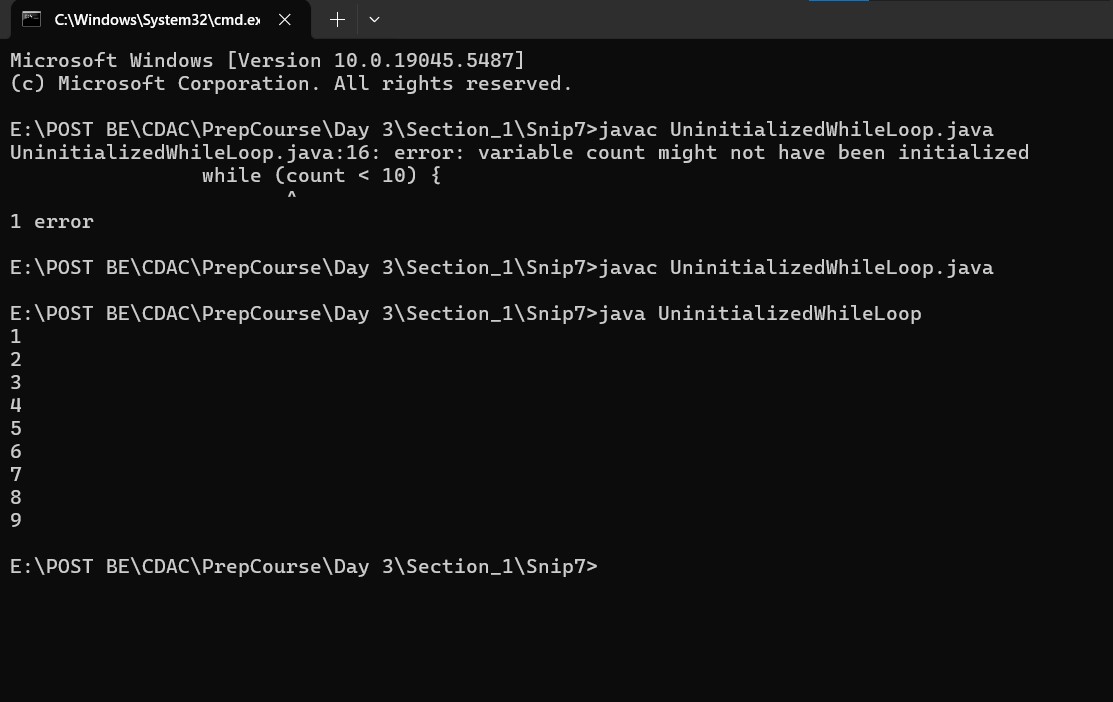 C:\Windows\System32\cmd.ex
Microsoft Windows [Version 10.0.19045.5487]
(c) Microsoft Corporation. All rights reserved.
E:\POST BE\CDAC\PrepCourse\Day 3\Section_1\Snip7>javac UninitializedWhileLoop.java
UninitializedWhileLoop.java:16: error: variable count might not have been initialized
while (count < 10) {
^
1 error
E:\POST BE\CDAC\PrepCourse\Day 3\Section_1\Snip7>javac UninitializedWhileLoop.java
E:\POST BE\CDAC\PrepCourse\Day 3\Section_1\Snip7>java UninitializedWhileLoop
1
2
3
4
5
6
7
8
9
E:\POST BE\CDAC\PrepCourse\Day 3\Section_1\Snip7>